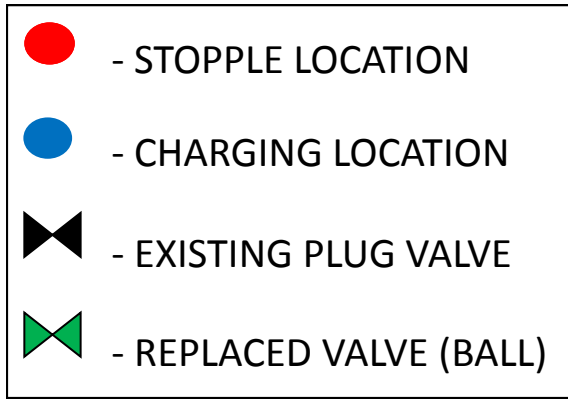 - STOPPLE LOCATION
- CHARGING LOCATION
- EXISTING PLUG VALVE
- REPLACED VALVE (BALL)